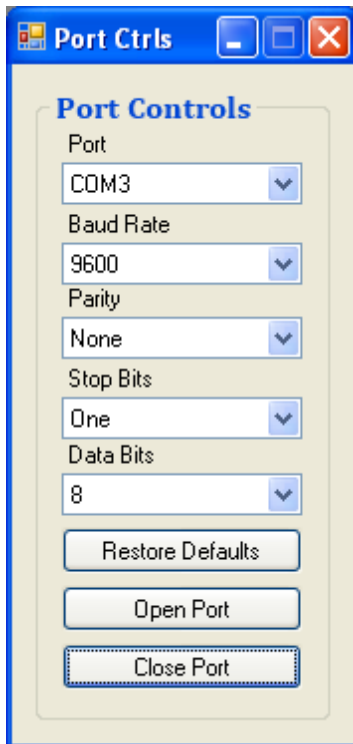 Port Ctrls
Port Controls
Port
COM3
Baud Rate
9600
Parity
None
Stop Bits
One
Data Bits
8
Restore Defaults
Open Port
Close Port